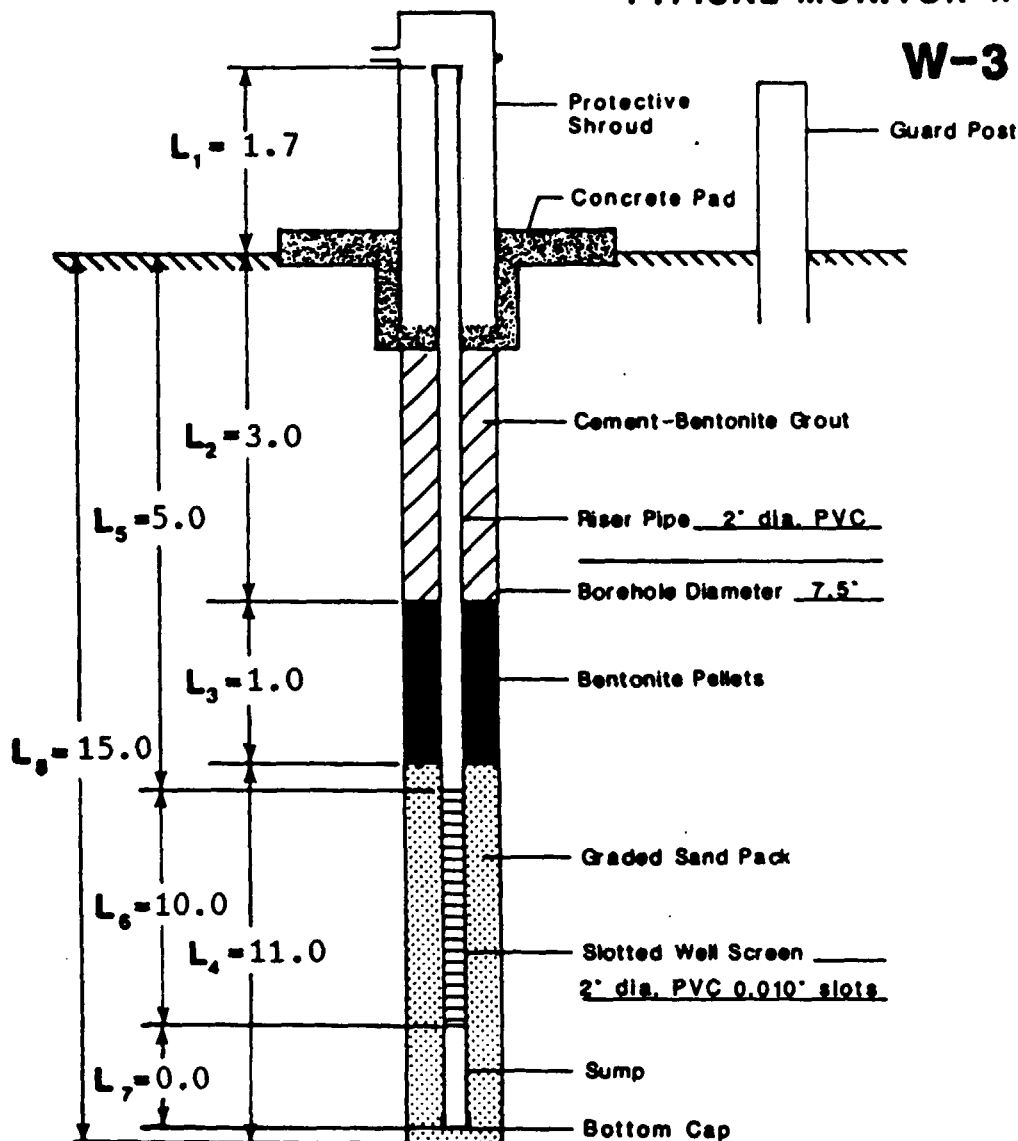 W-3
Protective
Shroud
Guard Post
L₁ = 1.7
Concrete Pad
Cement-Bentonite Grout
L₂=3.0
L₅=5.0
Riser Pipe 2" dia. PVC
Borehole Diameter 7.5"
L₃=1.0
Bentonite Pellets
L₈= 15.0
Graded Sand Pack
L₆=10.0
L₄=11.0
Slotted Well Screen
2" dia. PVC 0.010" slots
L₇=0.0
Sump
Bottom Cap